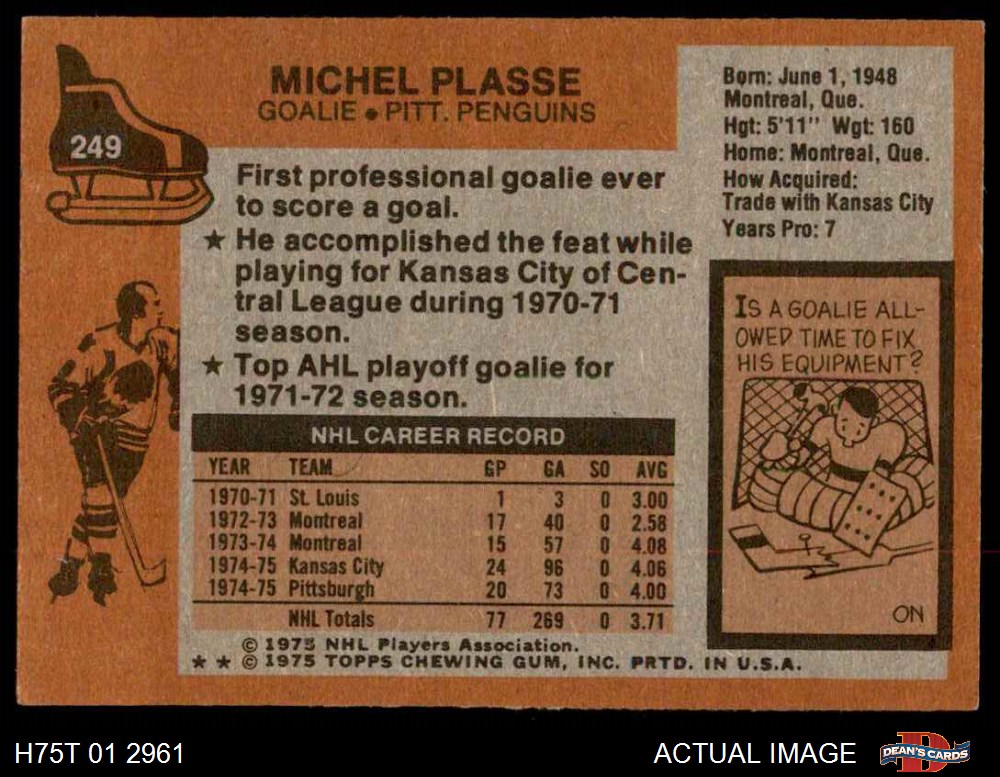 MICHEL PLASSE
GOALIE • PITT. PENGUINS
249
Born: June 1, 1948
Montreal, Que.
Hgt: 5'11" Wgt: 160
Home: Montreal, Que.
How Acquired:
Trade with Kansas City
Years Pro: 7
First professional goalie ever
to score a goal.
★ He accomplished the feat while
playing for Kansas City of Cen-
tral League during 1970-71
season.
★ Top AHL playoff goalie for
1971-72 season.
NHL CAREER RECORD
YEAR TEAM GP GA SO AVG
1970-71 St. Louis 1 3 0 3.00
1972-73 Montreal 17 40 0 2.58
1973-74 Montreal 15 57 0 4.08
1974-75 Kansas City 24 96 0 4.06
1974-75 Pittsburgh 20 73 0 4.00
NHL Totals 77 269 0 3.71
IS A GOALIE ALL-
OWED TIME TO FIX
HIS EQUIPMENT?
ON
© 1975 NHL Players Association.
★ ★ © 1975 TOPPS CHEWING GUM, INC. PRTD. IN U.S.A.
H75T 01 2961
ACTUAL IMAGE
D
DEAN'S CARDS